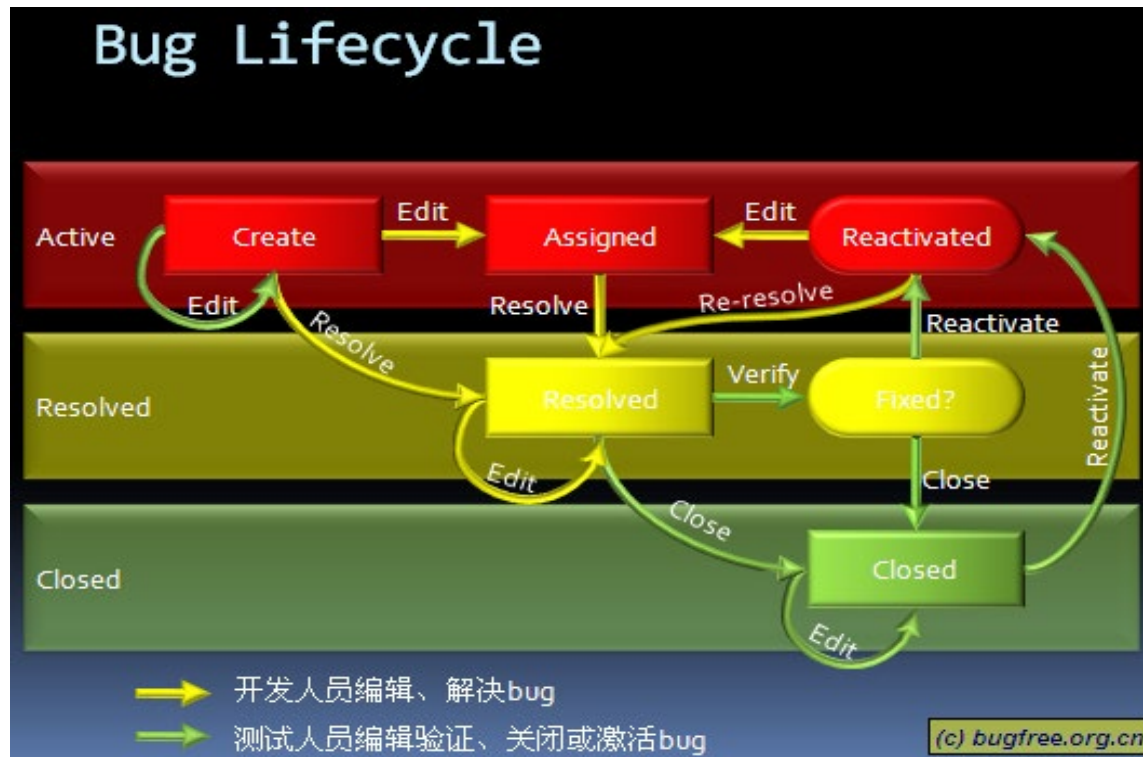 Bug Lifecycle
Active
Create
Edit
Assigned
Edit
Reactivated
Edit
Resolve
Resolve
Re-resolve
Reactivate
Reactivate
Resolved
Resolved
Verify
Fixed?
Edit
Close
Close
Closed
Closed
Edit
开发人员编辑、解决bug
测试人员编辑验证、关闭或激活bug
(c) bugfree.org.cn